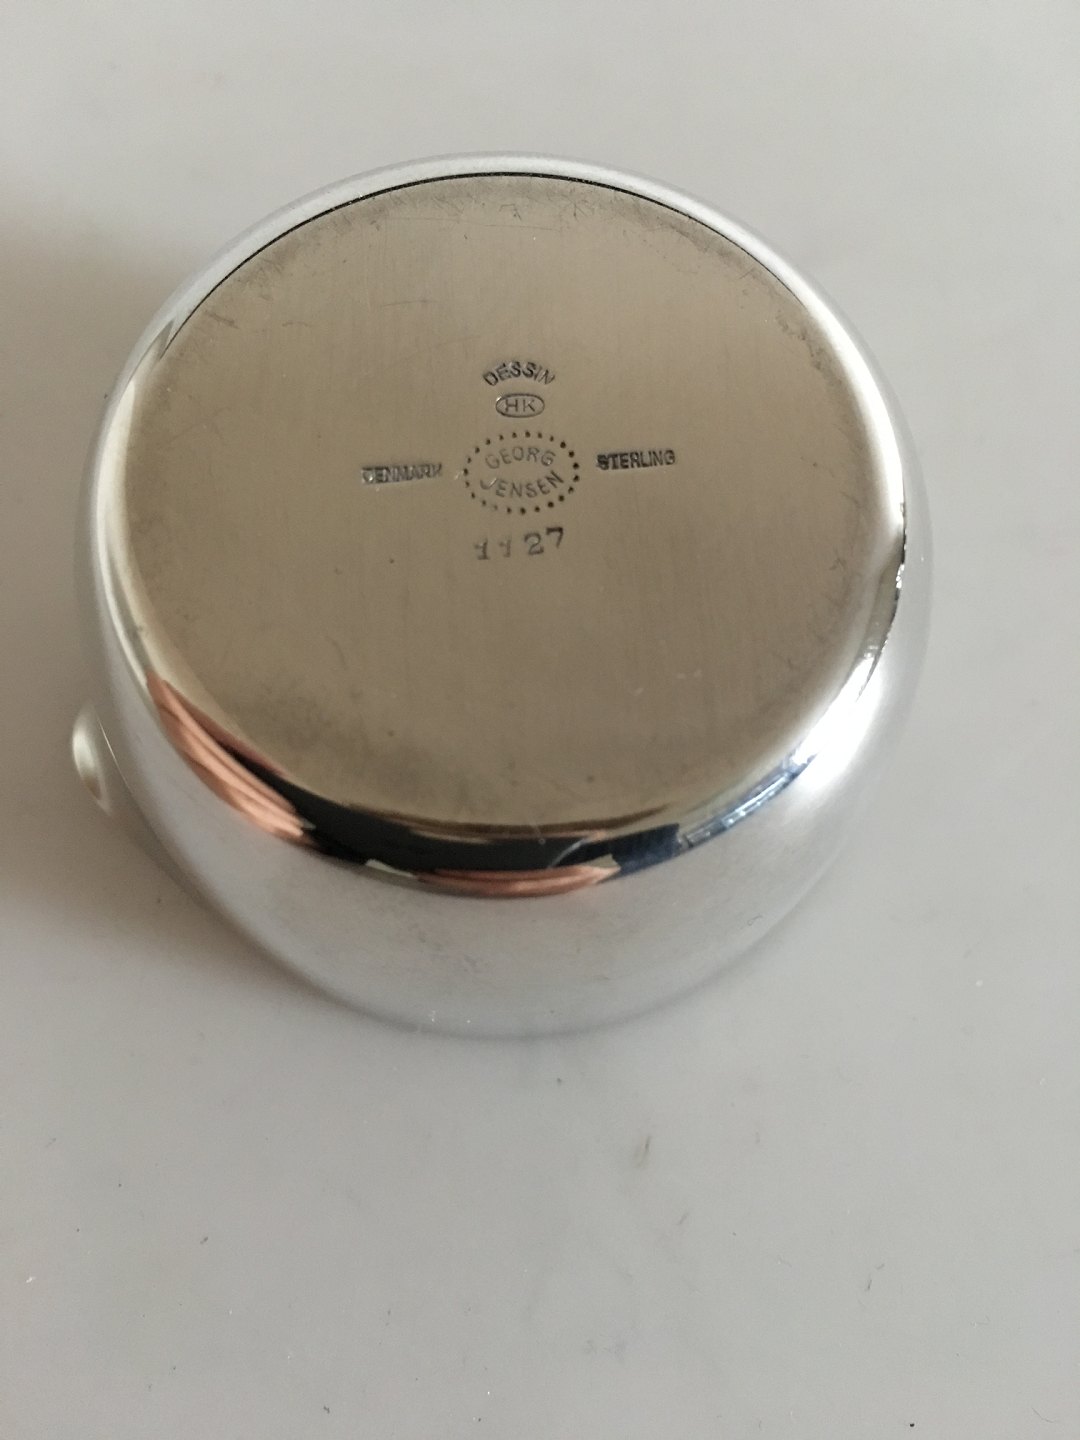 DESSIN
HK
DENMARK GEORG JENSEN STERLING
1127